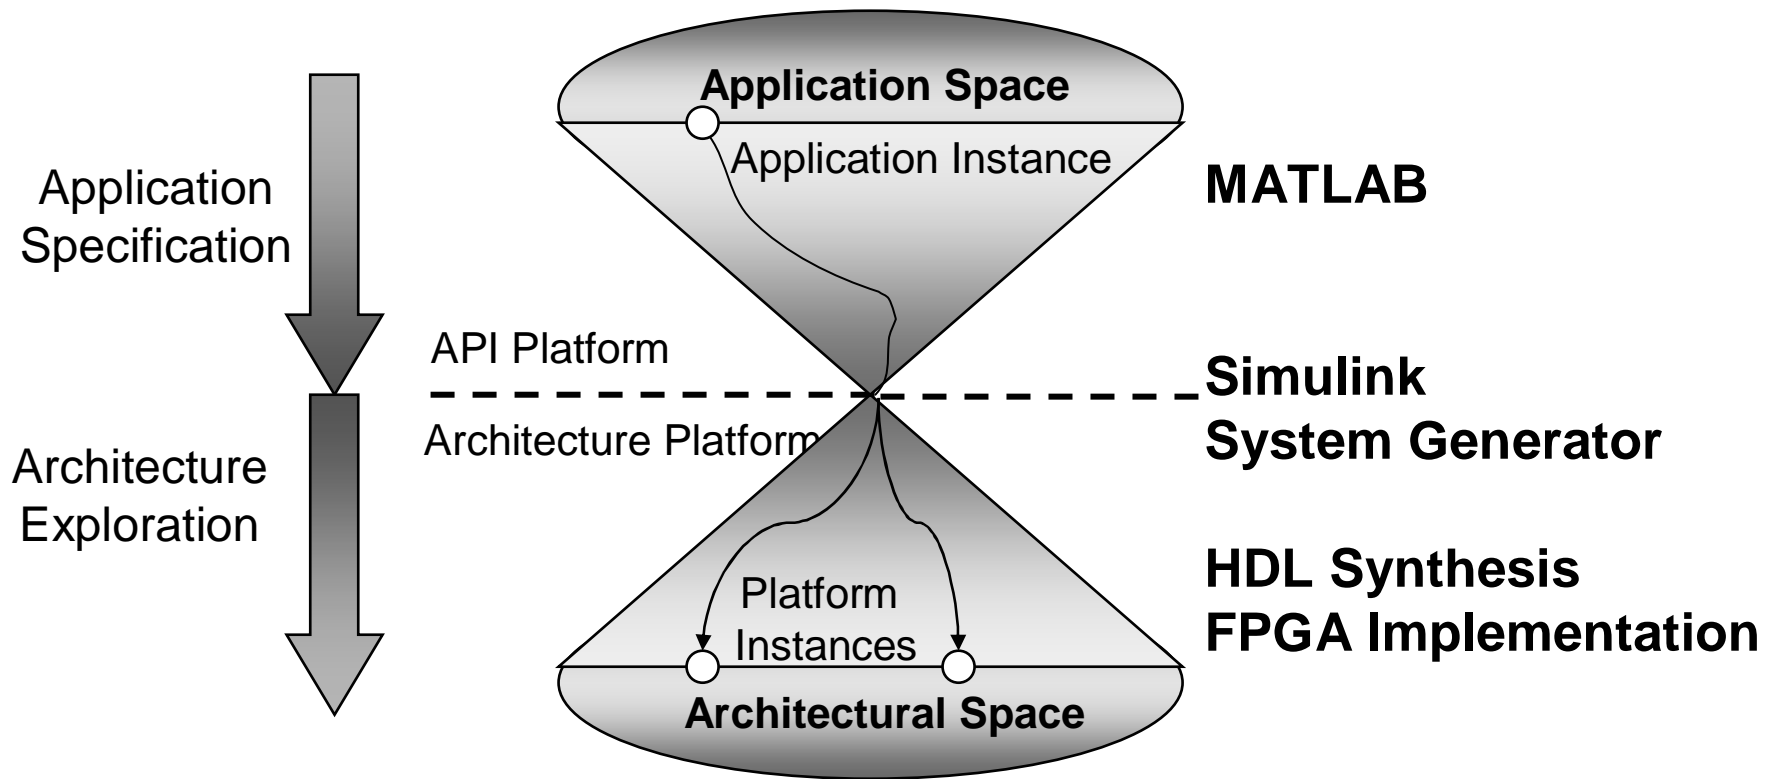 Application Space
Application Instance
Application
Specification
MATLAB
API Platform
Architecture Platform
Simulink
System Generator
Architecture
Exploration
HDL Synthesis
FPGA Implementation
Platform
Instances
Architectural Space